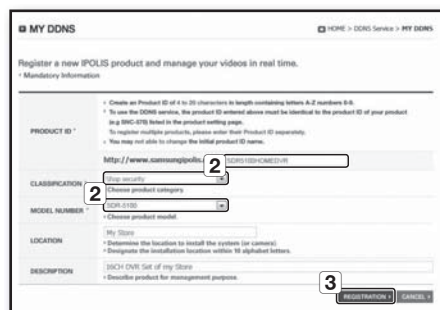 MY DDNS
HOME > DDNS Service > MY DDNS
Register a new IPOLIS product and manage your videos in real time.
* Mandatory Information
PRODUCT ID *
Create an Product ID of 4 to 20 characters in length containing letters A-Z numbers 0-9.
To use the DDNS service, the product ID entered above must be identical to the product ID of your product
(e.g SNC-570) listed in the product setting page.
To register multiple products, please enter their Product ID separately.
You may not able to change the initial product ID name.
http://www.samsungipolis. 2 SDR5100HOMEDVR
CLASSIFICATION * Shop security
2 Choose product category.
MODEL NUMBER * SDR-5100
Choose product model.
LOCATION My Store
Determine the location to install the system (or camera)
Designate the installation location within 10 alphabet letters.
DESCRIPTION 16CH DVR Set of my Store
Describe product for management purpose.
3
REGISTRATION > CANCEL >